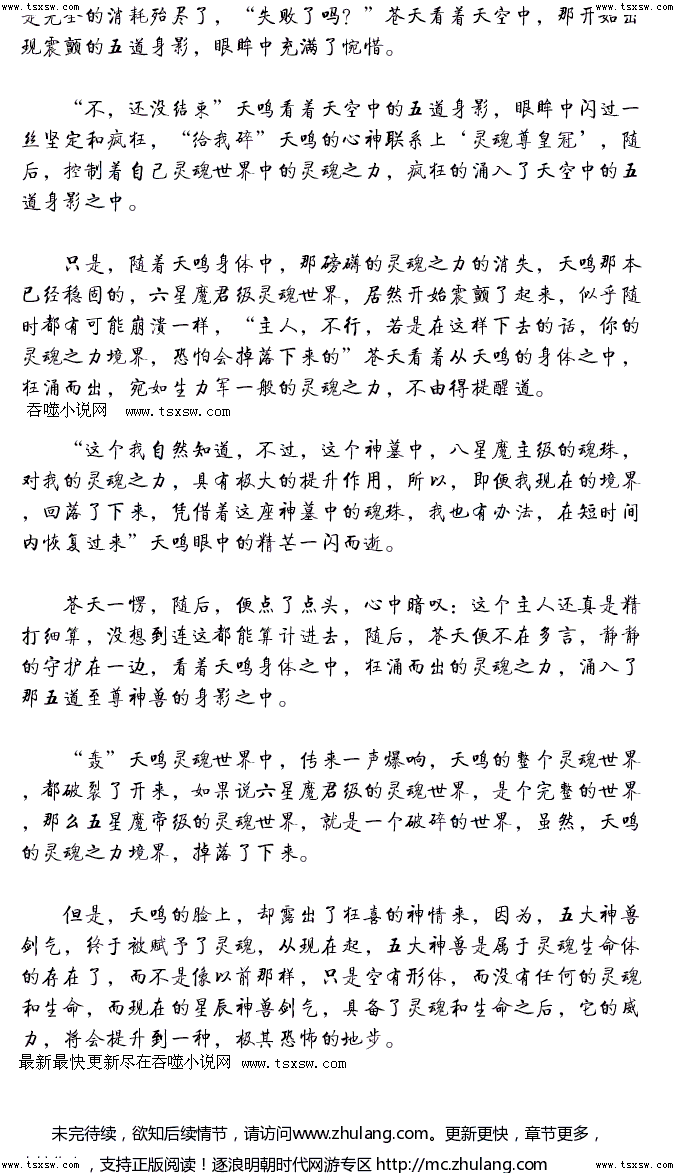 www.tsxsw.com www.tsxsw.com
的消耗殆尽了，“失败了吗？”苍天看着天空中，那开始出
现震颤的五道身影，眼眸中充满了惋惜。
“不，还没结束”天鸣看着天空中的五道身影，眼眸中闪过一
丝坚定和疯狂，“给我碎”天鸣的心神联系上‘灵魂尊皇冠’，随
后，控制着自己灵魂世界中的灵魂之力，疯狂的涌入了天空中的五
道身影之中。
只是，随着天鸣身体中，那磅礴的灵魂之力的消失，天鸣那本
已经稳固的，六星魔君级灵魂世界，居然开始震颤了起来，似乎随
时都有可能崩溃一样，“主人，不行，若是在这样下去的话，你的
灵魂之力境界，恐怕会掉落下来的”苍天看着从天鸣的身体之中，
狂涌而出，宛如生力军一般的灵魂之力，不由得提醒道。
吞噬小说网 www.tsxsw.com
“这个我自然知道，不过，这个神墓中，八星魔主级的魂珠，
对我的灵魂之力，具有极大的提升作用，所以，即便我现在的境界
，回落了下来，凭借着这座神墓中的魂珠，我也有办法，在短时间
内恢复过来”天鸣眼中的精芒一闪而逝。
苍天一愣，随后，便点了点头，心中暗叹：这个主人还真是精
打细算，没想到连这都能算计进去，随后，苍天便不在多言，静静
的守护在一边，看着天鸣身体之中，狂涌而出的灵魂之力，涌入了
那五道至尊神兽的身影之中。
“轰”天鸣灵魂世界中，传来一声爆响，天鸣的整个灵魂世界
，都破裂了开来，如果说六星魔君级的灵魂世界，是个完整的世界
，那么五星魔帝级的灵魂世界，就是一个破碎的世界，虽然，天鸣
的灵魂之力境界，掉落了下来。
但是，天鸣的脸上，却露出了狂喜的神情来，因为，五大神兽
剑气，终于被赋予了灵魂，从现在起，五大神兽是属于灵魂生命体
的存在了，而不是像以前那样，只是空有形体，而没有任何的灵魂
和生命，而现在的星辰神兽剑气，具备了灵魂和生命之后，它的威
力，将会提升到一种，极其恐怖的地步。
最新最快更新尽在吞噬小说网 www.tsxsw.com
未完待续，欲知后续情节，请访问www.zhulang.com。更新更快，章节更多，
www.tsxsw.com ，支持正版阅读！逐浪明朝时代网游专区 http://mc.zhulang.com www.tsxsw.com